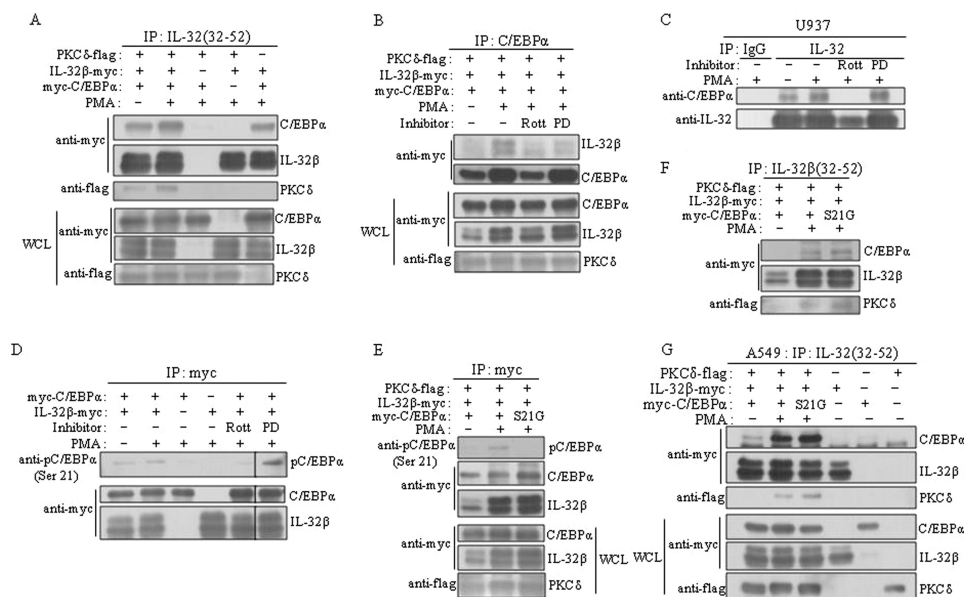 A
IP : IL-32(32-52)
PKCδ-flag : + + + + −
IL-32β-myc : + + − + +
myc-C/EBPα : + + + − +
PMA : − + + + +
anti-myc
C/EBPα
IL-32β
anti-flag
PKCδ
WCL
anti-myc
C/EBPα
IL-32β
anti-flag
PKCδ
B
IP : C/EBPα
PKCδ-flag : + + + +
IL-32β-myc : + + + +
myc-C/EBPα : + + + +
PMA : − + + +
Inhibitor : − − Rott PD
anti-myc
IL-32β
C/EBPα
WCL
anti-myc
C/EBPα
IL-32β
anti-flag
PKCδ
C
U937
IP : IgG IL-32
Inhibitor : − − − Rott PD
PMA : + − + + +
anti-C/EBPα
anti-IL-32
F
IP : IL-32β(32-52)
PKCδ-flag : + + +
IL-32β-myc : + + +
myc-C/EBPα : + + S21G
PMA : − + +
anti-myc
C/EBPα
IL-32β
anti-flag
PKCδ
D
IP : myc
myc-C/EBPα : + + + − + +
IL-32β-myc : + + − + + +
Inhibitor : − − − − Rott PD
PMA : − + + + + +
anti-pC/EBPα
pC/EBPα
(Ser 21)
anti-myc
C/EBPα
IL-32β
E
IP : myc
PKCδ-flag : + + +
IL-32β-myc : + + +
myc-C/EBPα : + + S21G
PMA : − + +
anti-pC/EBPα
pC/EBPα
(Ser 21)
anti-myc
C/EBPα
IL-32β
anti-myc
C/EBPα
IL-32β
WCL
anti-flag
PKCδ
G
A549 : IP : IL-32(32-52)
PKCδ-flag : + + + − − +
IL-32β-myc : + + + + − −
myc-C/EBPα : + + S21G − + −
PMA : − + + − − −
anti-myc
C/EBPα
IL-32β
anti-flag
PKCδ
WCL
anti-myc
C/EBPα
IL-32β
anti-flag
PKCδ